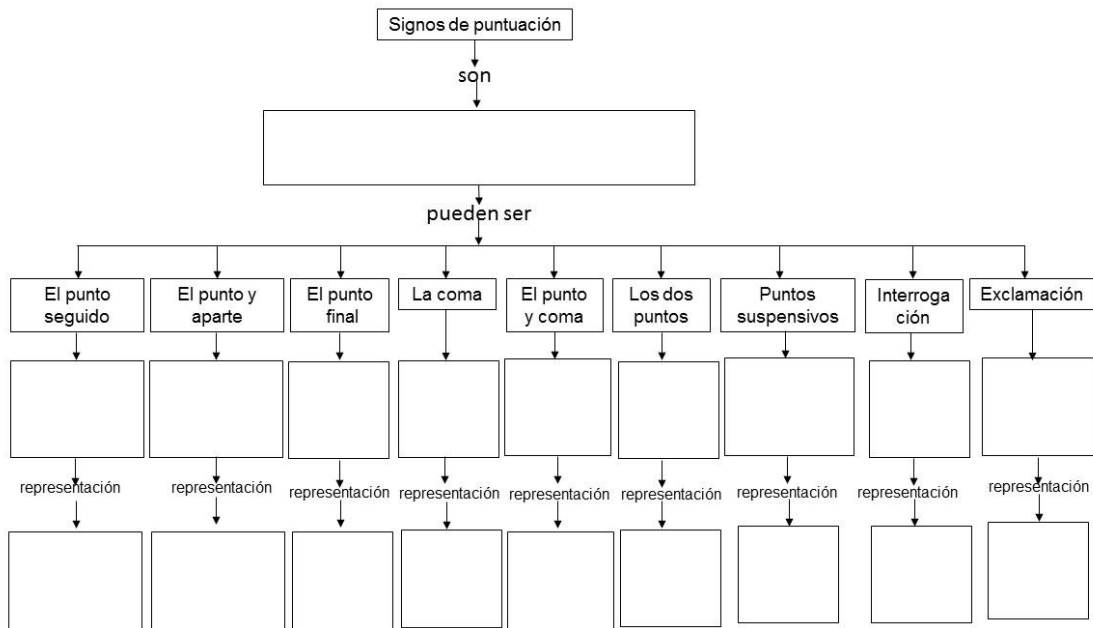 Signos de puntuación
son
pueden ser
El punto
seguido
El punto y
aparte
El punto
final
La coma
El punto
y coma
Los dos
puntos
Puntos
suspensivos
Interroga
ción
Exclamación
representación
representación
representación
representación
representación
representación
representación
representación
representación